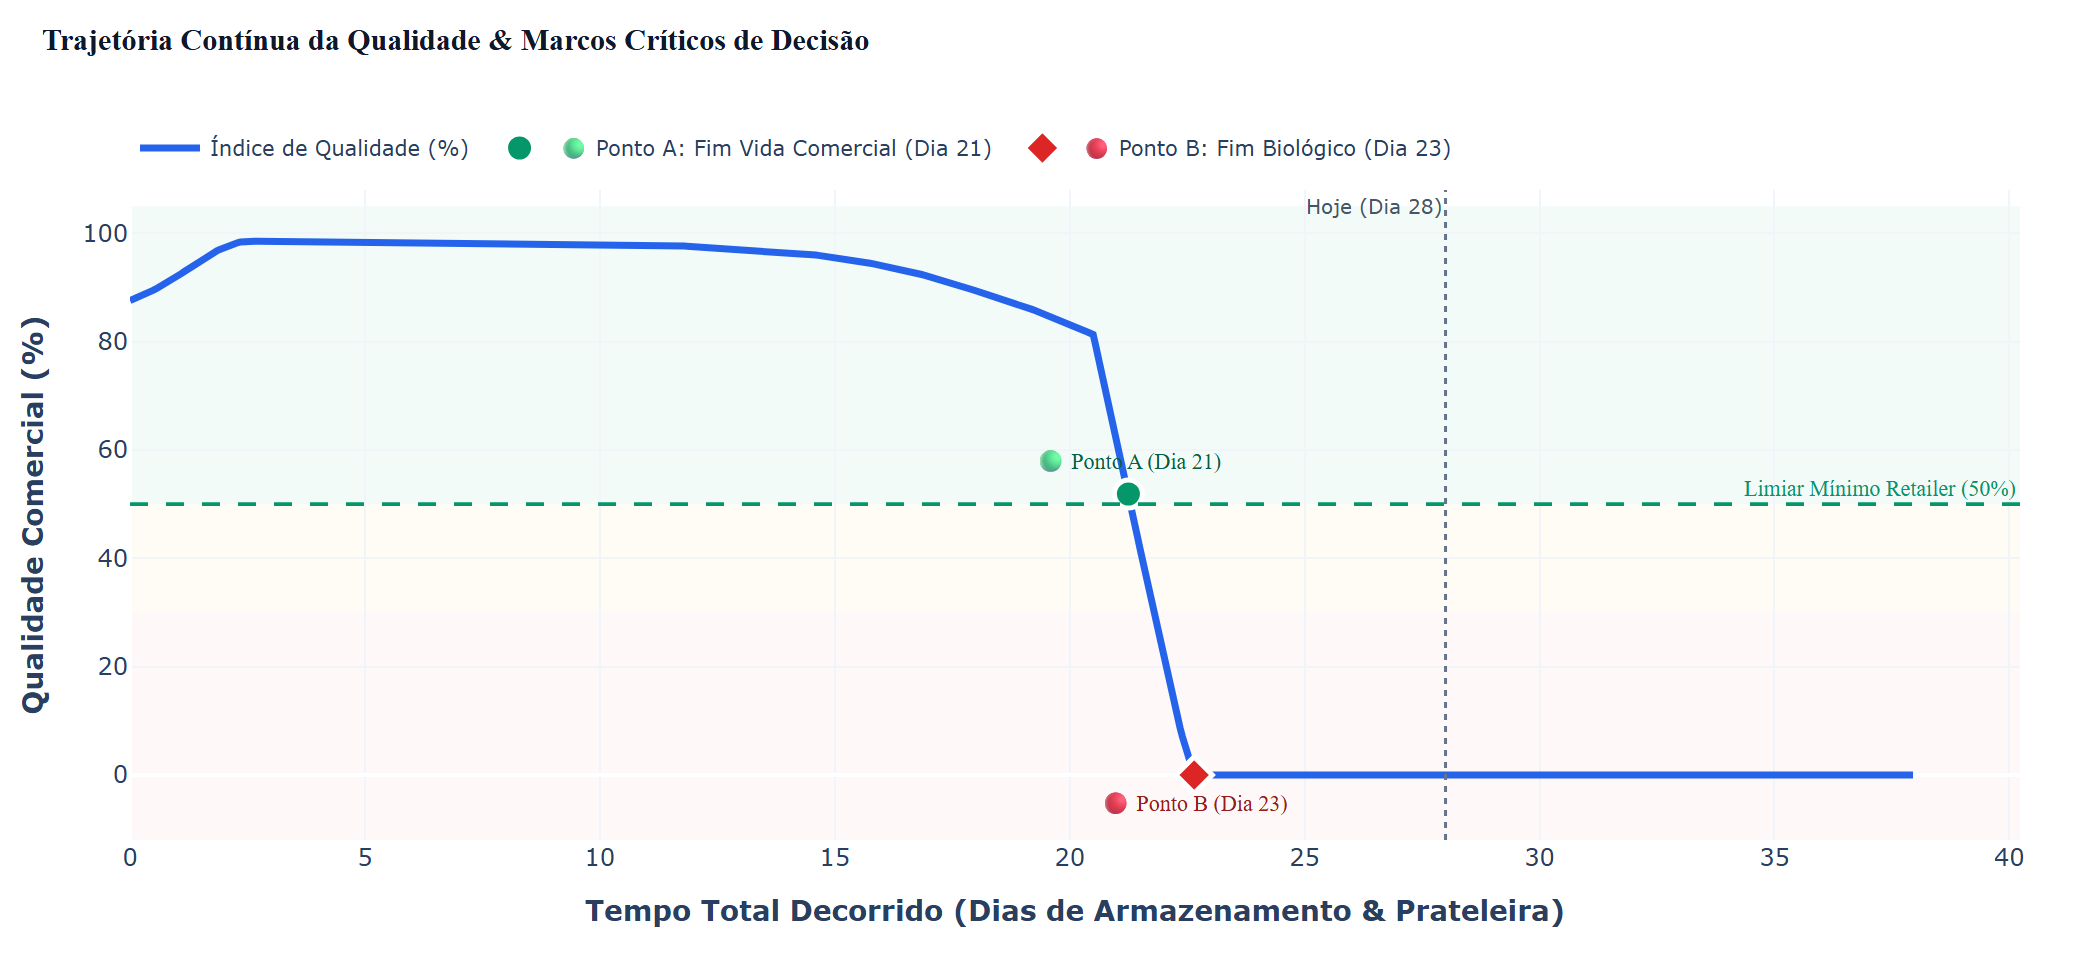 Trajetória Contínua da Qualidade & Marcos Críticos de Decisão
Índice de Qualidade (%)
Ponto A: Fim Vida Comercial (Dia 21)
Ponto B: Fim Biológico (Dia 23)
Hoje (Dia 28)
100
80
60
40
20
0
Qualidade Comercial (%)
Ponto A (Dia 21)
Limiar Mínimo Retailer (50%)
Ponto B (Dia 23)
0
5
10
15
20
25
30
35
40
Tempo Total Decorrido (Dias de Armazenamento & Prateleira)